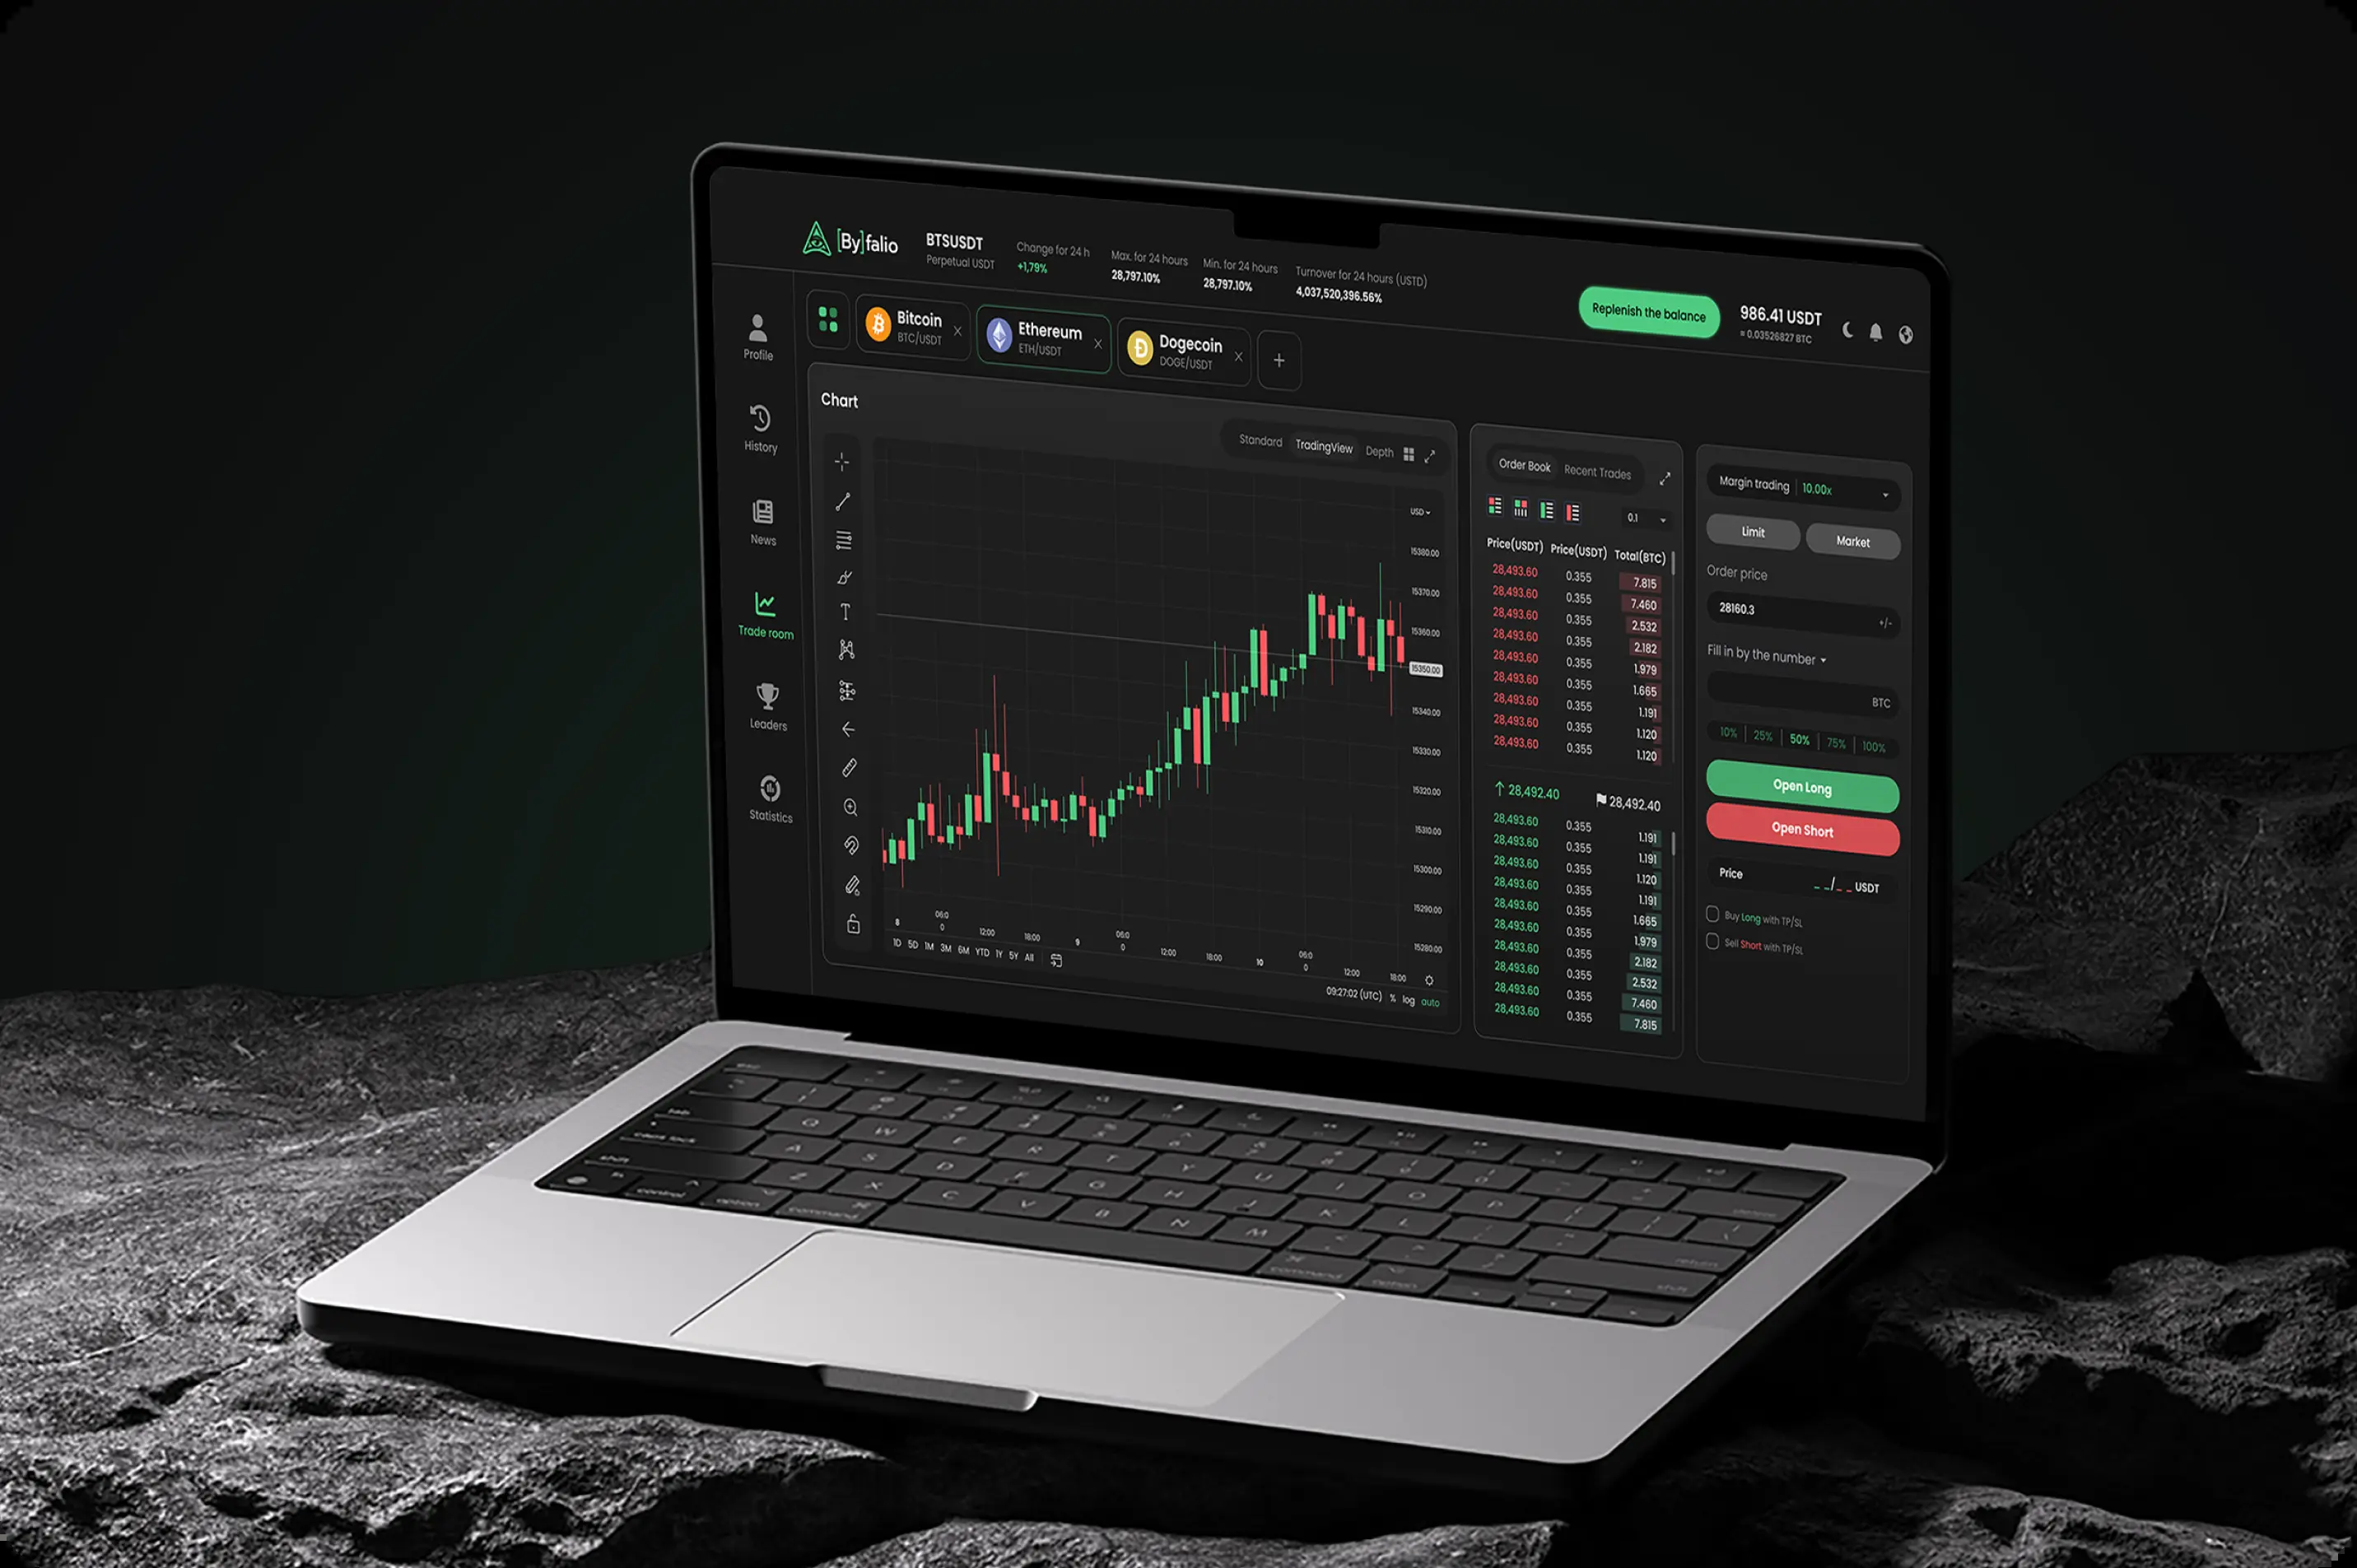 [By]falio
BTSUSDT
Perpetual USDT
Change for 24 h
+1,79%
Max. for 24 hours
28,797.10%
Min. for 24 hours
28,797.10%
Turnover for 24 hours (USTD)
4,037,520,396.56%
Replenish the balance
986.41 USDT
≈ 0.03526827 BTC
Profile
History
News
Trade room
Leaders
Statistics
Bitcoin
BTC/USDT
Ethereum
ETH/USDT
Dogecoin
DOGE/USDT
+
Chart
Standard TradingView Depth
USD
15380.00
15370.00
15360.00
15350.00
15340.00
15330.00
15320.00
15310.00
15300.00
15290.00
15280.00
8 06:00 12:00 18:00 9 06:00 12:00 18:00 10 06:00 12:00 18:00
1D 5D 1M 3M 6M YTD 1Y 5Y All
09:27:02 (UTC) % log auto
Order Book Recent Trades
0.1
Price(USDT) Price(USDT) Total(BTC)
28,493.60 0.355 7.815
28,493.60 0.355 7.460
28,493.60 0.355 2.532
28,493.60 0.355 2.182
28,493.60 0.355 1.979
28,493.60 0.355 1.665
28,493.60 0.355 1.191
28,493.60 0.355 1.120
28,493.60 0.355 1.120
28,492.40 28,492.40
28,493.60 0.355 1.191
28,493.60 0.355 1.191
28,493.60 0.355 1.120
28,493.60 0.355 1.191
28,493.60 0.355 1.665
28,493.60 0.355 1.979
28,493.60 0.355 2.182
28,493.60 0.355 2.532
28,493.60 0.355 7.460
28,493.60 0.355 7.815
Margin trading | 10.00x
Limit Market
Order price
28160.3 +/-
Fill in by the number
BTC
10% | 25% | 50% | 75% | 100%
Open Long
Open Short
Price _ _/_ _ USDT
Buy Long with TP/SL
Sell Short with TP/SL
Q W R T Y U I O P
A S D F G H J K L
shift Z X C V B N M
control option command command option